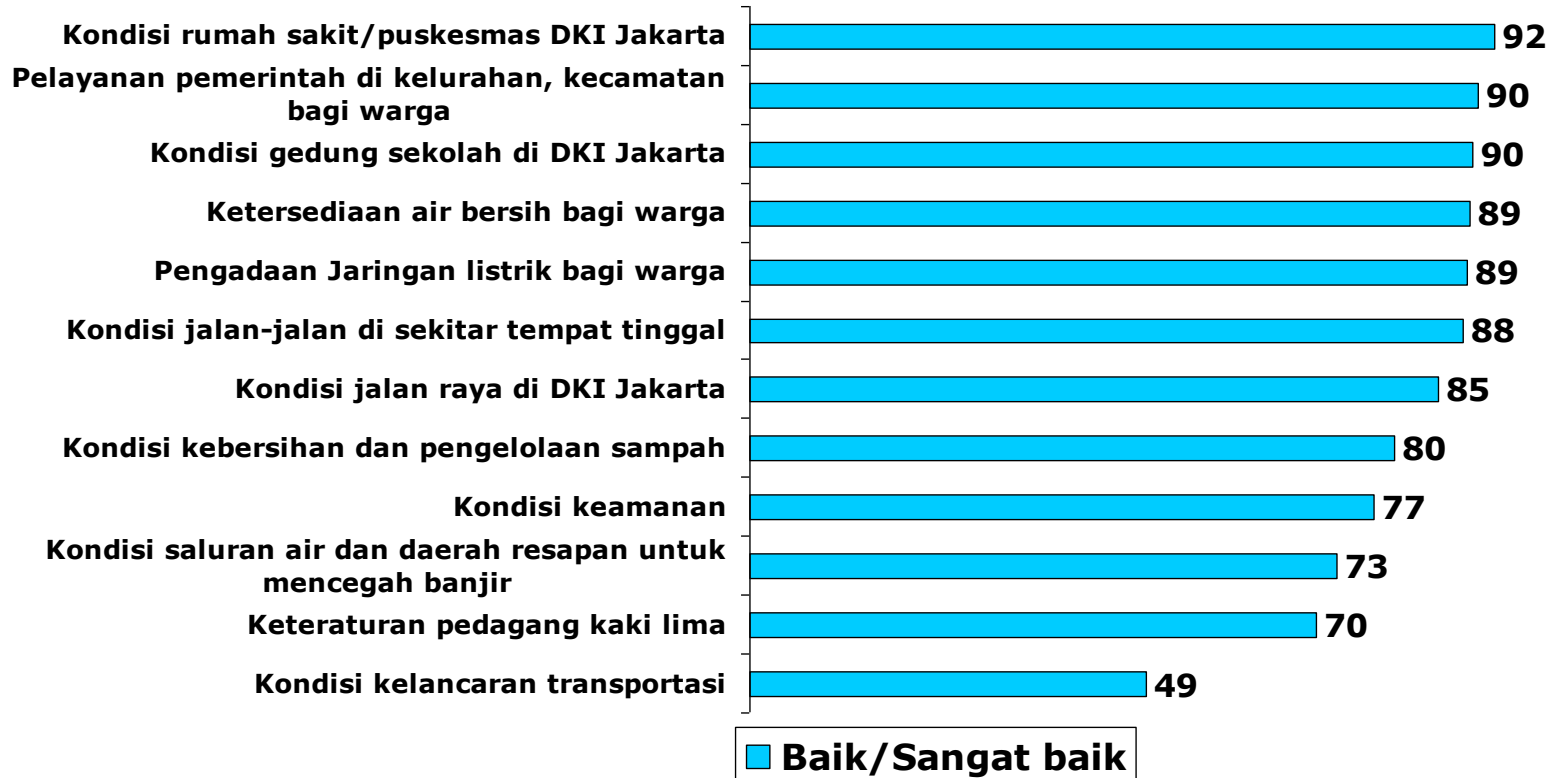 Kondisi rumah sakit/puskesmas DKI Jakarta 92
Pelayanan pemerintah di kelurahan, kecamatan
bagi warga 90
Kondisi gedung sekolah di DKI Jakarta 90
Ketersediaan air bersih bagi warga 89
Pengadaan Jaringan listrik bagi warga 89
Kondisi jalan-jalan di sekitar tempat tinggal 88
Kondisi jalan raya di DKI Jakarta 85
Kondisi kebersihan dan pengelolaan sampah 80
Kondisi keamanan 77
Kondisi saluran air dan daerah resapan untuk
mencegah banjir 73
Keteraturan pedagang kaki lima 70
Kondisi kelancaran transportasi 49
Baik/Sangat baik